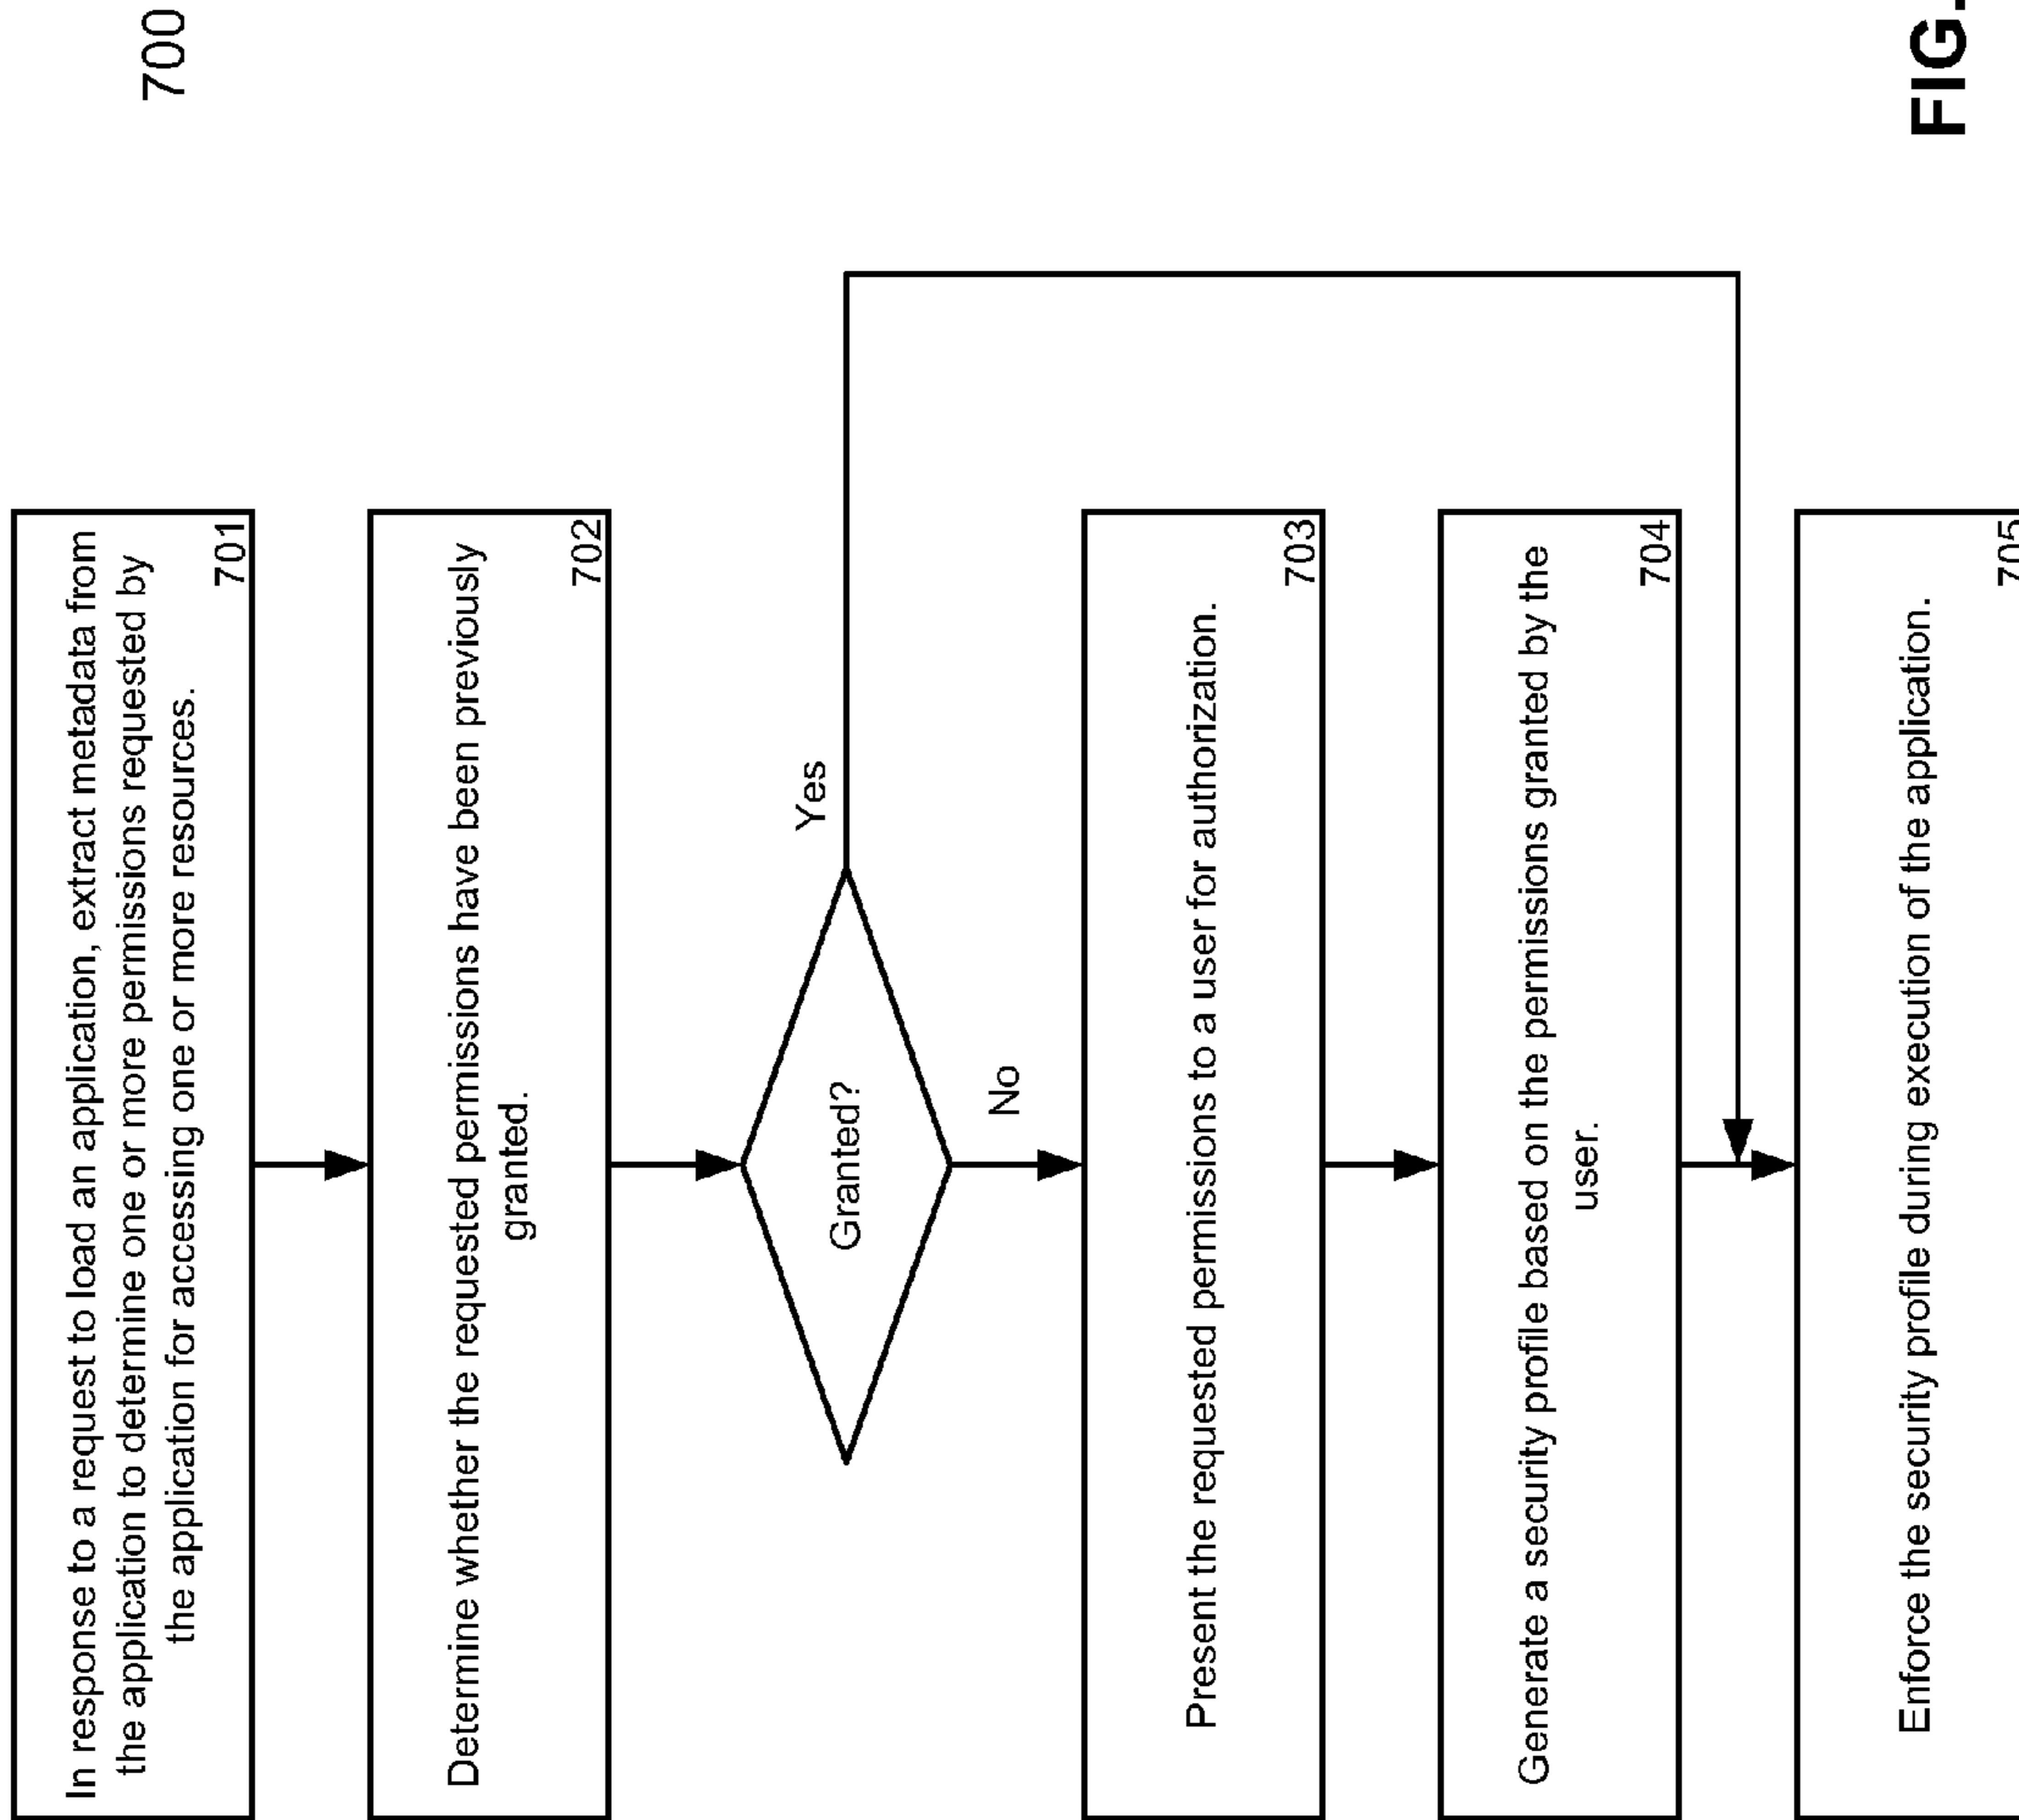 700
In response to a request to load an application, extract metadata from
the application to determine one or more permissions requested by
the application for accessing one or more resources.
701
Determine whether the requested permissions have been previously
granted.
702
Granted?
Yes
No
Present the requested permissions to a user for authorization.
703
Generate a security profile based on the permissions granted by the
user.
704
Enforce the security profile during execution of the application.
705
FIG.